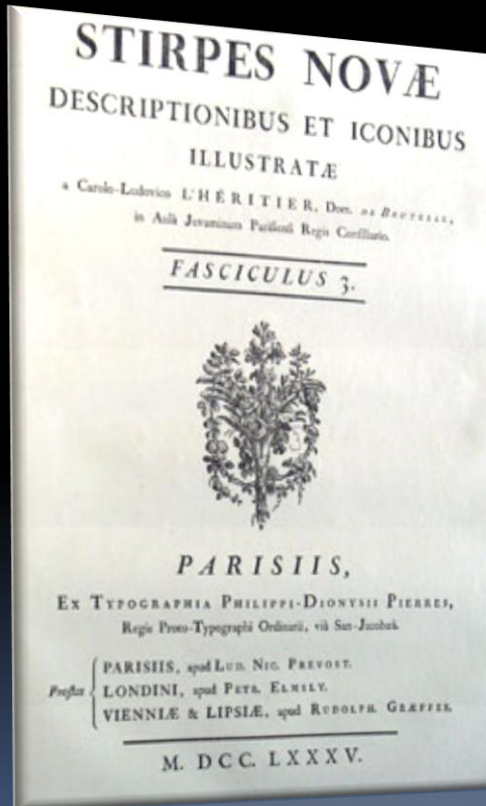 STIRPES NOVÆ
DESCRIPTIONIBUS ET ICONIBUS
ILLUSTRATÆ
a Carolo-Ludovico L'HÉRITIER, Dom. DE BRUTELLE,
in Aulâ Juvaminum Parisiensi Regis Consiliario.
FASCICULUS 3.
PARISIIS,
EX TYPOGRAPHIA PHILIPPI-DIONYSII PIERRES,
Regis Proto-Typographi Ordinarii, viâ San-Jacobeâ.
Prostat
PARISIIS, apud LUD. NIC. PREVOST.
LONDINI, apud PETR. ELMSLY.
VIENNIÆ & LIPSIÆ, apud RUDOLPH. GRÆFFER.
M. DCC. LXXXV.